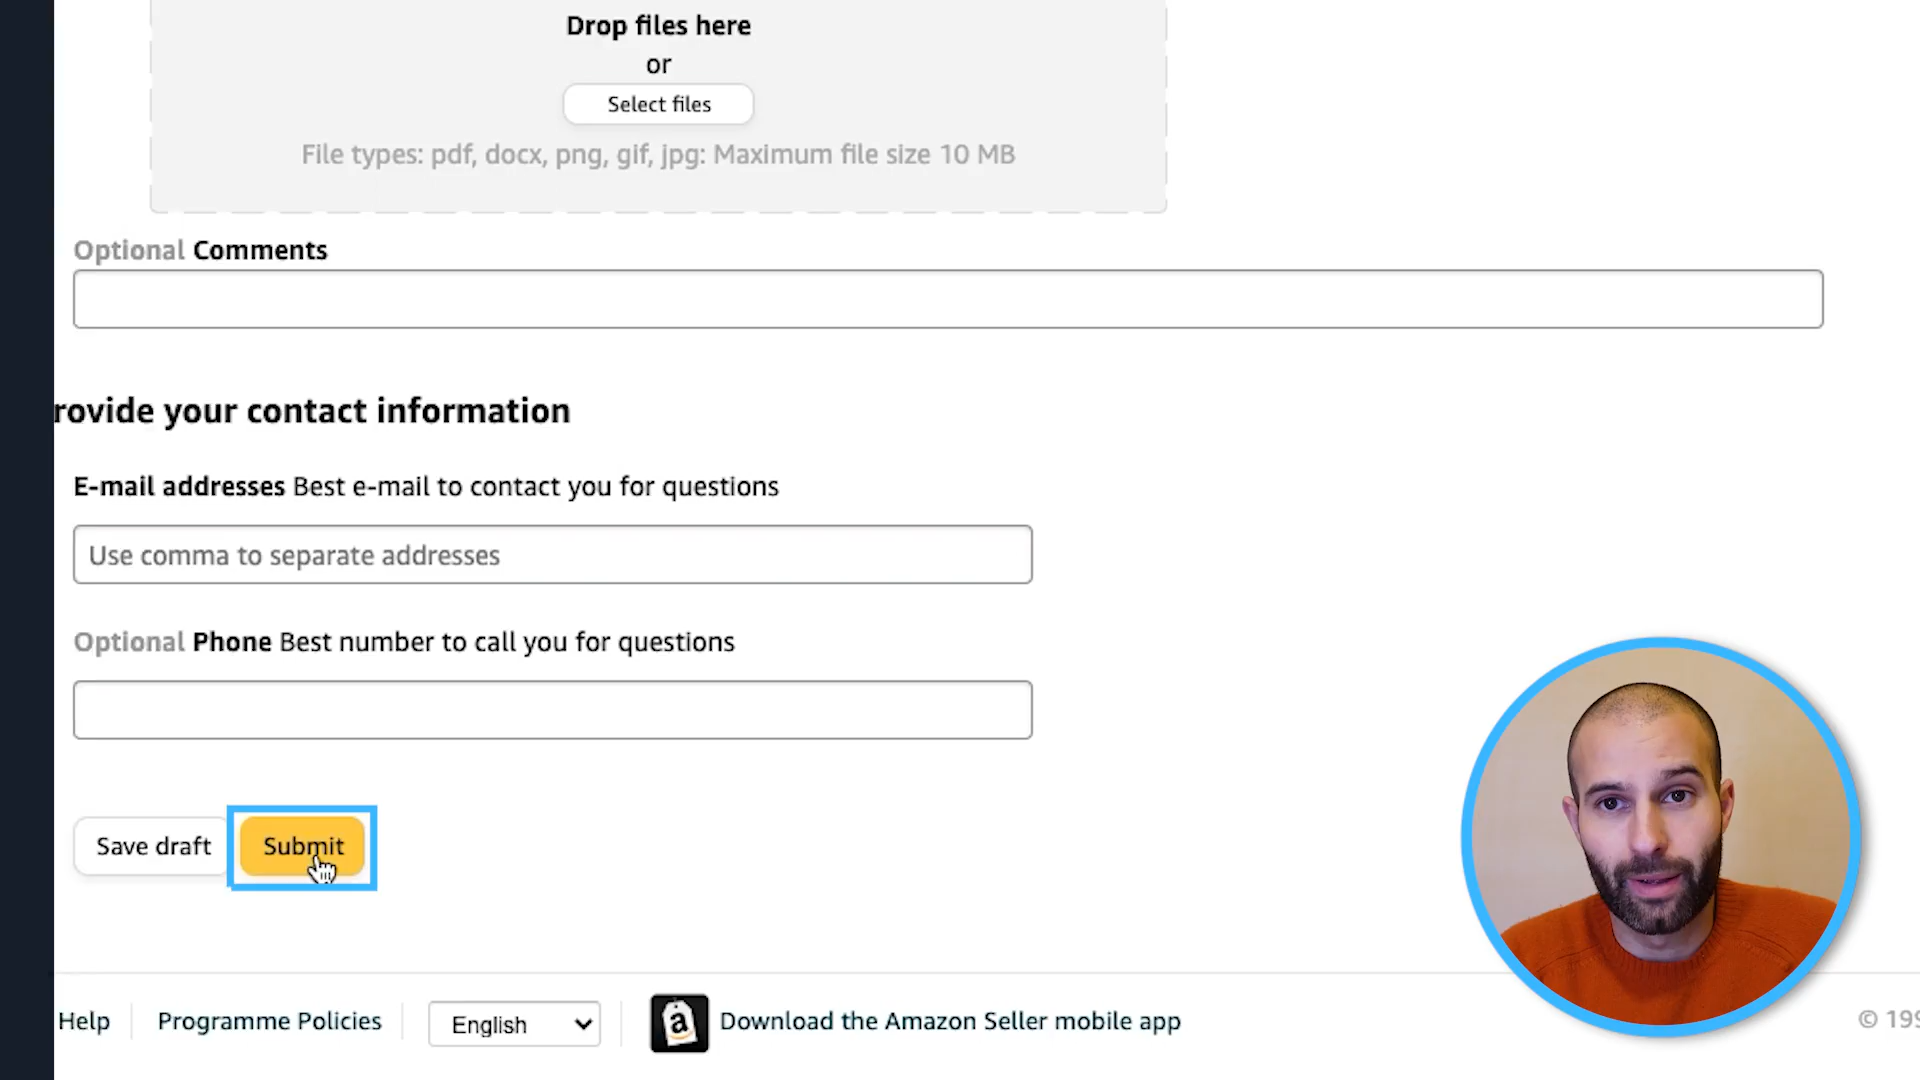 Drop files here
or
Select files
File types: pdf, docx, png, gif, jpg: Maximum file size 10 MB
Optional Comments
rovide your contact information
E-mail addresses Best e-mail to contact you for questions
Use comma to separate addresses
Optional Phone Best number to call you for questions
Save draft
Submit
Help
Programme Policies
English
a
Download the Amazon Seller mobile app
© 199